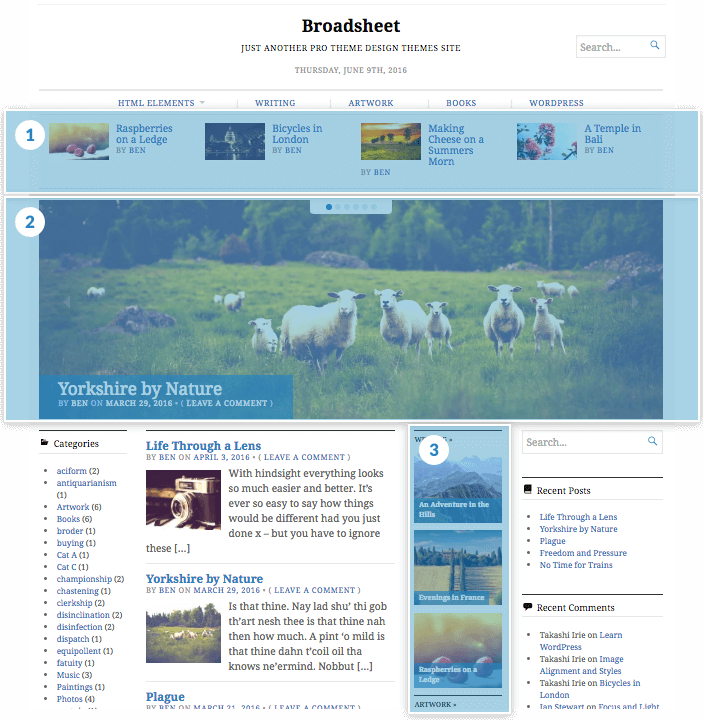 Broadsheet
JUST ANOTHER PRO THEME DESIGN THEMES SITE
Search...
THURSDAY, JUNE 9TH, 2016
HTML ELEMENTS
WRITING
ARTWORK
BOOKS
WORDPRESS
1
Raspberries
on a Ledge
BY BEN
Bicycles in
London
BY BEN
Making
Cheese on a
Summers
Morn
BY BEN
A Temple in
Bali
BY BEN
2
Yorkshire by Nature
BY BEN ON MARCH 29, 2016 • ( LEAVE A COMMENT )
Categories
aciform (2)
antiquarianism
(1)
Artwork (6)
Books (6)
broder (1)
buying (1)
Cat A (1)
Cat C (1)
championship (2)
chastening (1)
clerkship (2)
disinclination (2)
disinfection (2)
dispatch (1)
equipollent (1)
fatuity (1)
Music (3)
Paintings (1)
Photos (4)
Life Through a Lens
BY BEN ON APRIL 3, 2016 • ( LEAVE A COMMENT )
With hindsight everything looks
so much easier and better. It's
ever so easy to say how things
would be different had you just
done x – but you have to ignore
these [...]
Yorkshire by Nature
BY BEN ON MARCH 29, 2016 • ( LEAVE A COMMENT )
Is that thine. Nay lad shu' thi gob
th'art nesh thee is that thine nah
then how much. A pint 'o mild is
that thine dahn t'coil oil tha
knows ne'ermind. Nobbut [...]
Plague
BY BEN ON MARCH 21, 2016 • ( LEAVE A COMMENT )
3
An Adventure in the
Hills
Evenings in France
Raspberries on a
Ledge
ARTWORK »
Search...
Recent Posts
Life Through a Lens
Yorkshire by Nature
Plague
Freedom and Pressure
No Time for Trains
Recent Comments
Takashi Irie on Learn
WordPress
Takashi Irie on Image
Alignment and Styles
Takashi Irie on Bicycles in
London
Ian Stewart on Focus and Light